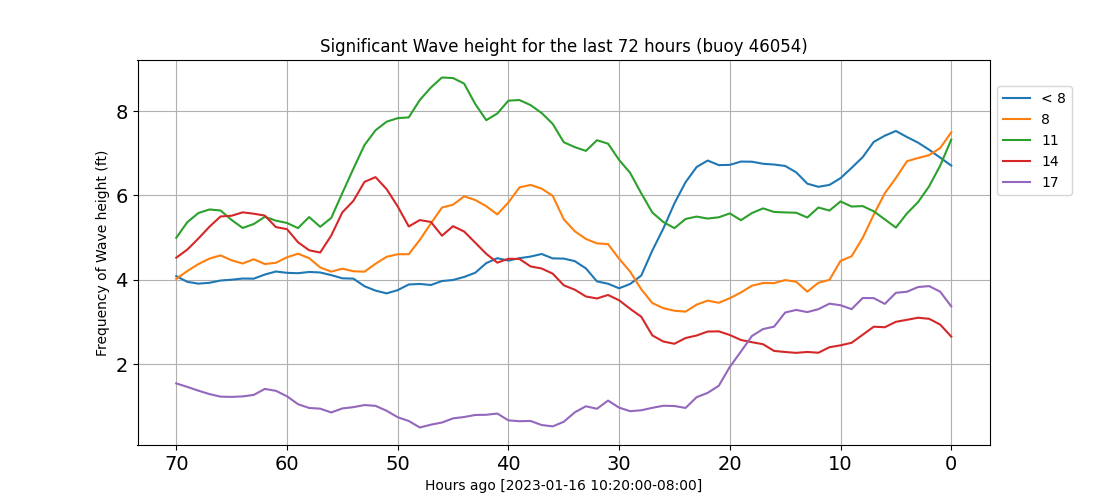 Significant Wave height for the last 72 hours (buoy 46054)
Frequency of Wave height (ft)
8
6
4
2
70 60 50 40 30 20 10 0
Hours ago [2023-01-16 10:20:00-08:00]
< 8
8
11
14
17